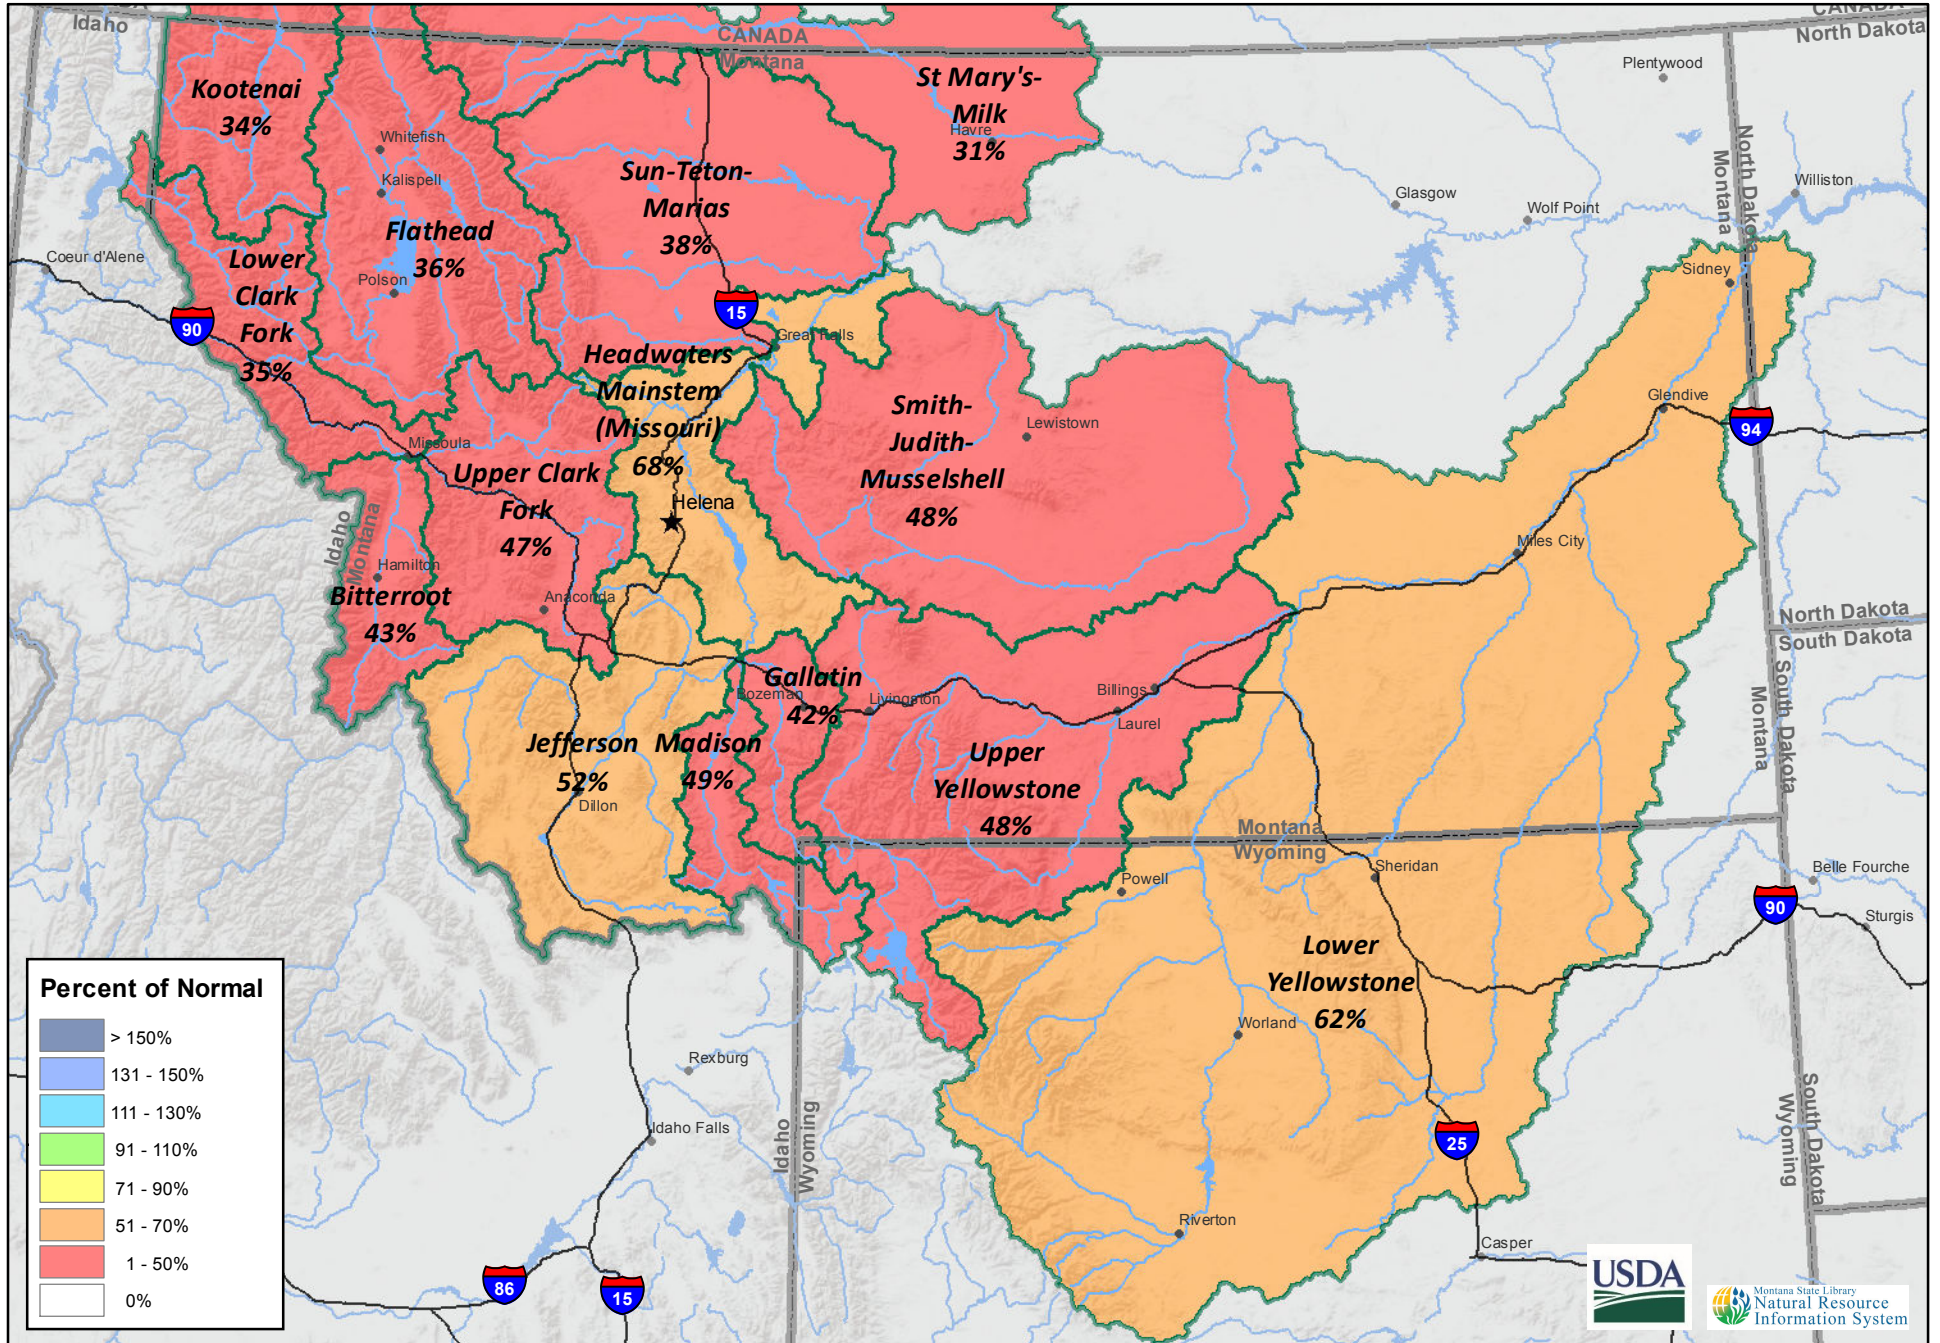 CANADA
Idaho
CANADA
Montana
CANADA
North Dakota
Plentywood
Kootenai
34%
St Mary's-
Milk
Havre
31%
Whitefish
Kalispell
Sun-Teton-
Marias
38%
North Dakota
Montana
Williston
Glasgow
Wolf Point
Flathead
36%
Polson
Coeur d'Alene
Lower
Clark
Fork
35%
90
15
Sidney
Great Falls
Headwaters
Mainstem
(Missouri)
68%
Helena
Smith-
Judith-
Musselshell
48%
Lewistown
Glendive
94
Missoula
Upper Clark
Fork
47%
Idaho
Montana
Hamilton
Bitterroot
43%
Anaconda
Miles City
North Dakota
South Dakota
Gallatin
42%
Bozeman
Livingston
Billings
Laurel
South Dakota
Montana
Jefferson
52%
Dillon
Madison
49%
Upper
Yellowstone
48%
Montana
Wyoming
Powell
Sheridan
Belle Fourche
90
Sturgis
Lower
Yellowstone
62%
Worland
Percent of Normal
> 150%
131 - 150%
111 - 130%
91 - 110%
71 - 90%
51 - 70%
1 - 50%
0%
Rexburg
Idaho Falls
Idaho
Wyoming
25
South Dakota
Wyoming
Riverton
Casper
86
15
USDA
Montana State Library
Natural Resource
Information System